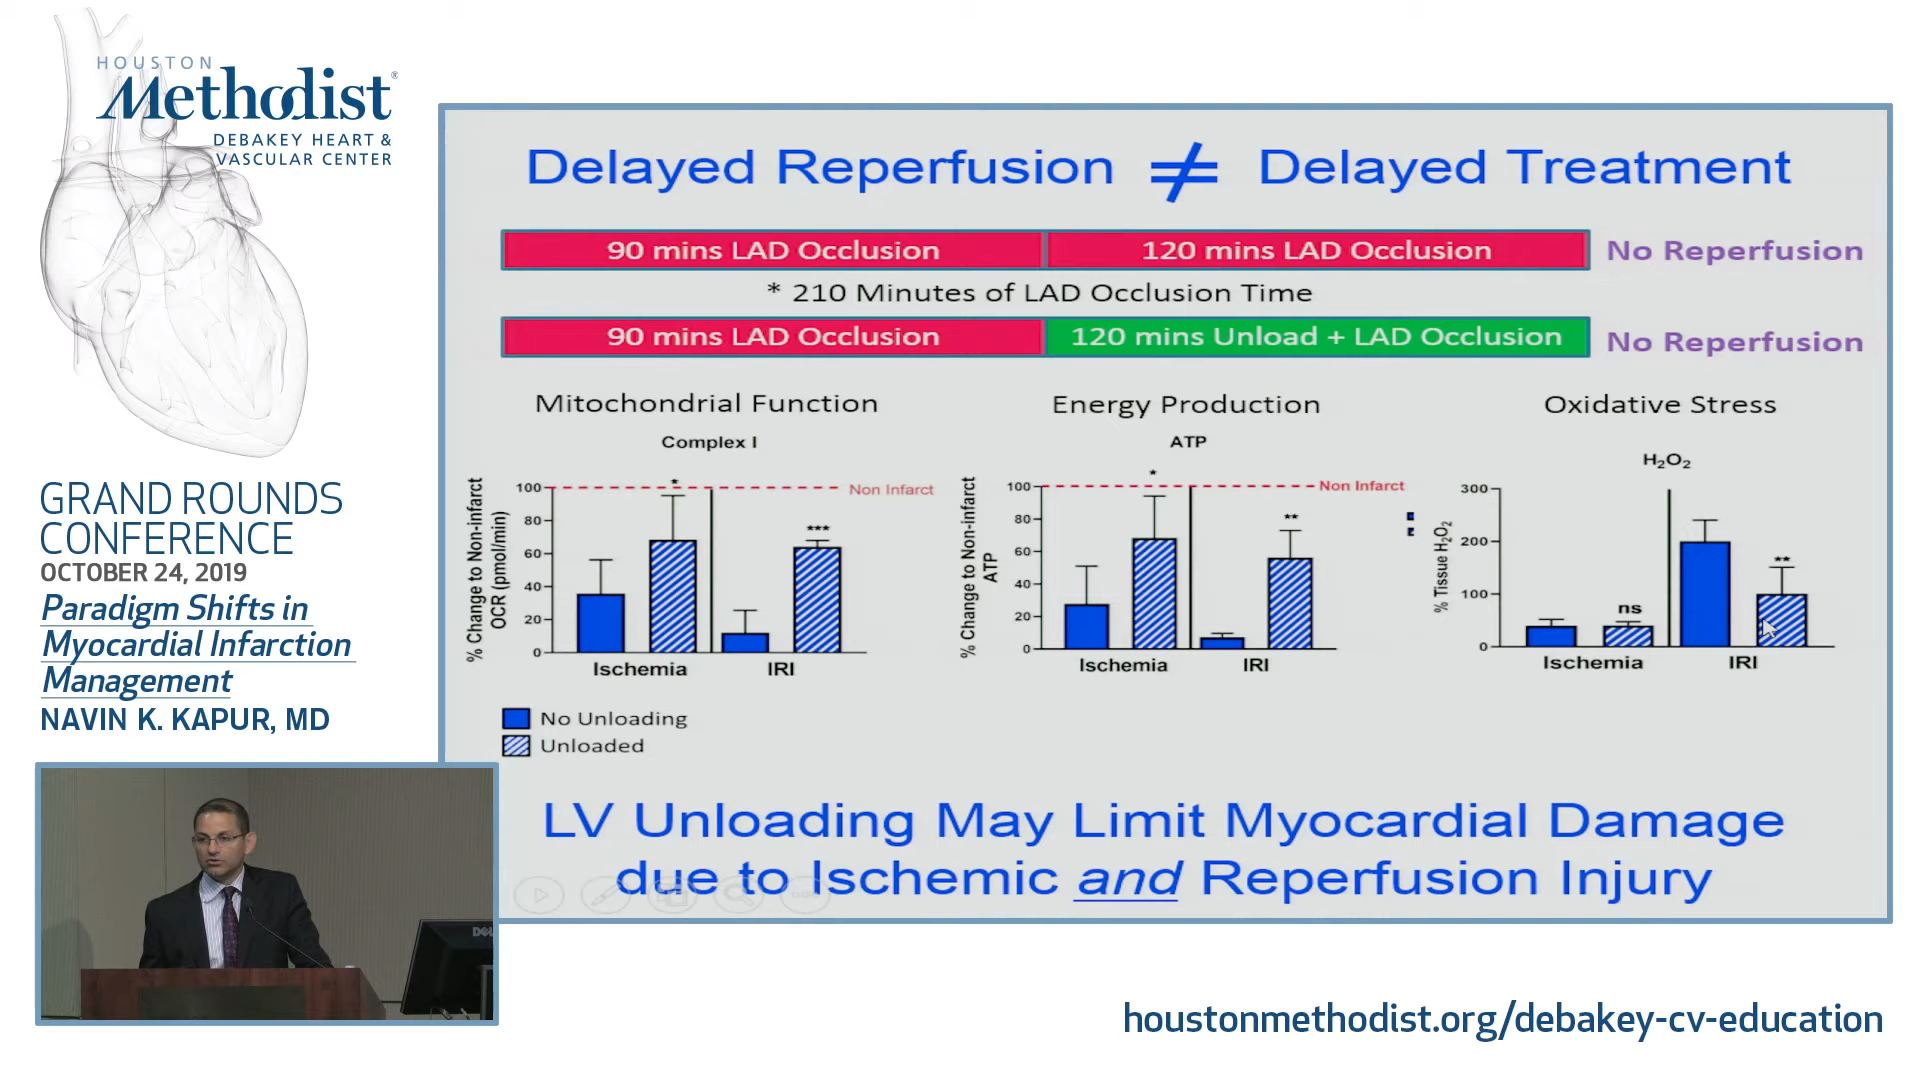 HOUSTON
Methodist®
DEBAKEY HEART &
VASCULAR CENTER
GRAND ROUNDS
CONFERENCE
OCTOBER 24, 2019
Paradigm Shifts in
Myocardial Infarction
Management
NAVIN K. KAPUR, MD
Delayed Reperfusion ≠ Delayed Treatment
90 mins LAD Occlusion 120 mins LAD Occlusion No Reperfusion
* 210 Minutes of LAD Occlusion Time
90 mins LAD Occlusion 120 mins Unload + LAD Occlusion No Reperfusion
Mitochondrial Function
Complex I
% Change to Non-infarct
OCR (pmol/min)
100
80
60
40
20
0
* ***
Non Infarct
Ischemia IRI
Energy Production
ATP
% Change to Non-infarct
ATP
100
80
60
40
20
0
* **
Non Infarct
Ischemia IRI
Oxidative Stress
H₂O₂
% Tissue H₂O₂
300
200
100
0
ns **
Ischemia IRI
No Unloading
Unloaded
LV Unloading May Limit Myocardial Damage
due to Ischemic and Reperfusion Injury
DELL
houstonmethodist.org/debakey-cv-education